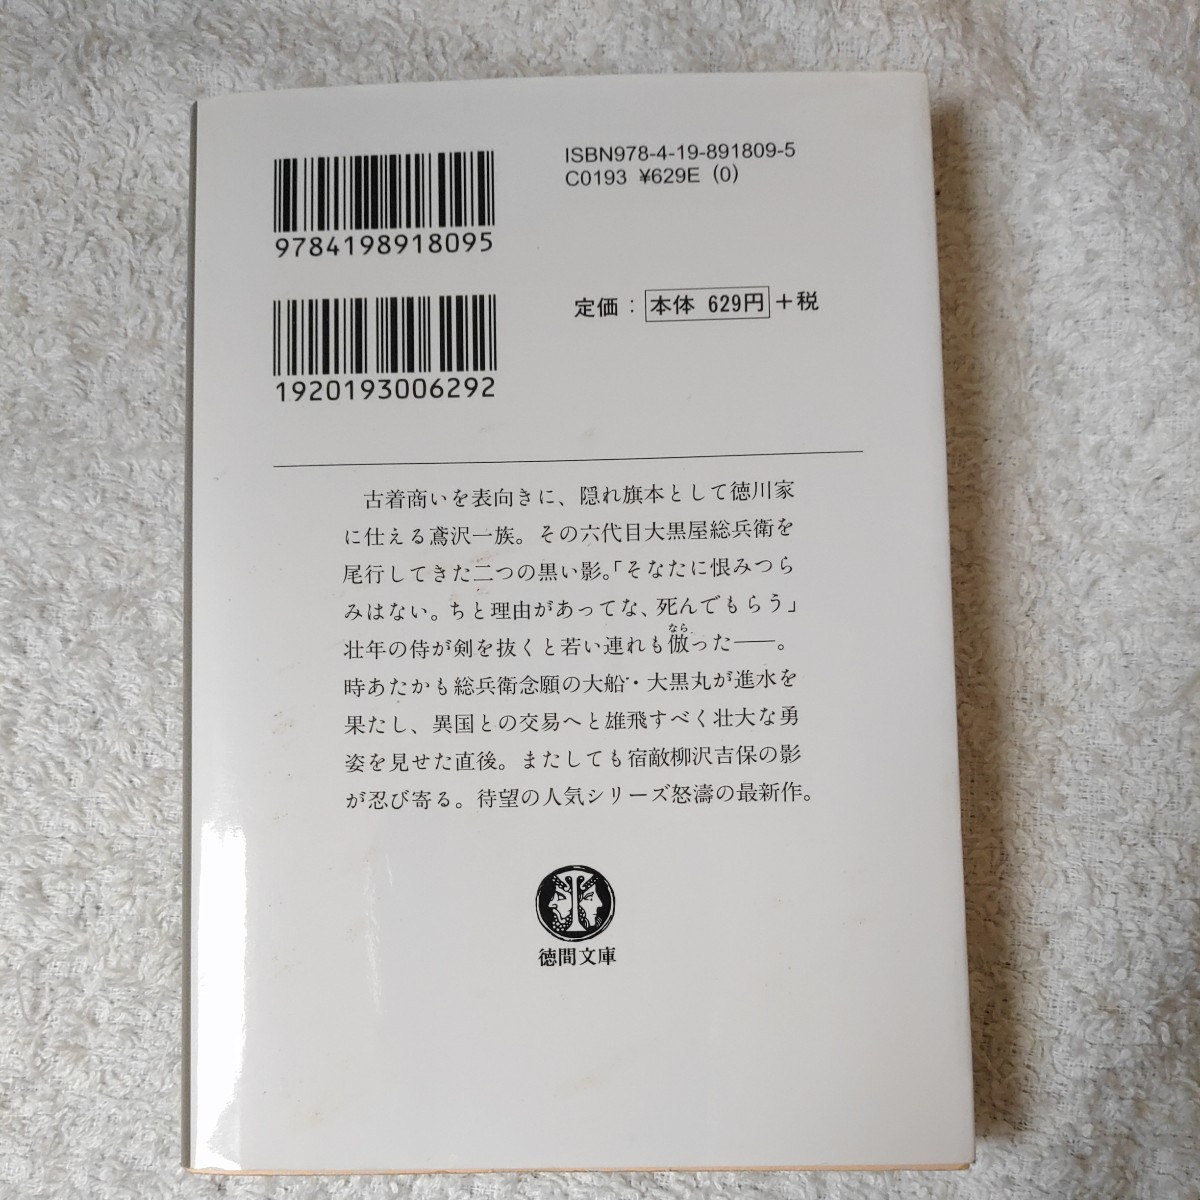 ISBN978-4-19-891809-5
C0193 ¥629E (0)
9784198918095
定価：本体 629円＋税
1920193006292
古着商いを表向きに、隠れ旗本として徳川家
に仕える鳶沢一族。その六代目大黒屋総兵衛を
尾行してきた二つの黒い影。「そなたに恨みつら
みはない。ちと理由があってな、死んでもらう」
なら
壮年の侍が剣を抜くと若い連れも倣った――。
時あたかも総兵衛念願の大船・大黒丸が進水を
果たし、異国との交易へと雄飛すべく壮大な勇
姿を見せた直後。またしても宿敵柳沢吉保の影
が忍び寄る。待望の人気シリーズ怒濤の最新作。
徳間文庫